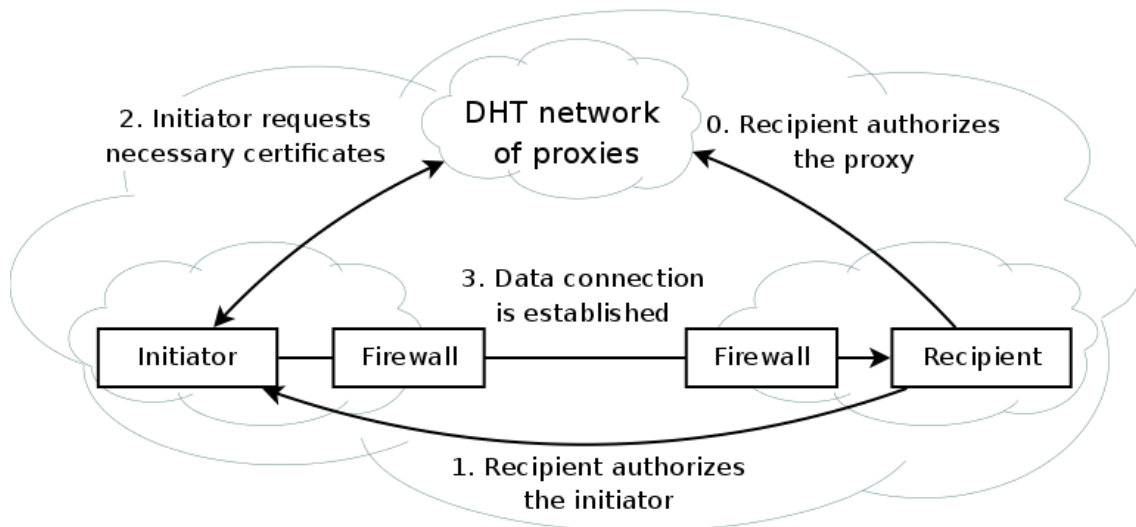 2. Initiator requests
necessary certificates
DHT network
of proxies
0. Recipient authorizes
the proxy
3. Data connection
is established
Initiator
Firewall
Firewall
Recipient
1. Recipient authorizes
the initiator